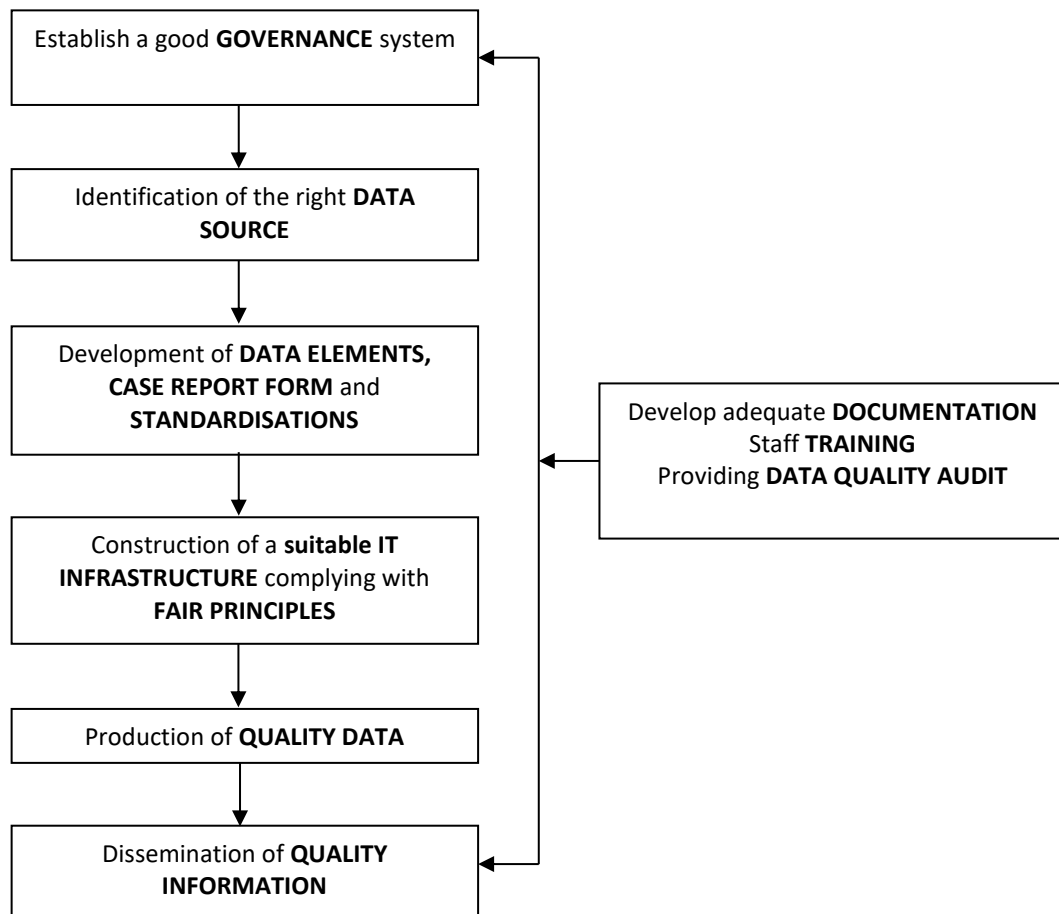 Establish a good GOVERNANCE system
Identification of the right DATA
SOURCE
Development of DATA ELEMENTS,
CASE REPORT FORM and
STANDARDISATIONS
Develop adequate DOCUMENTATION
Staff TRAINING
Providing DATA QUALITY AUDIT
Construction of a suitable IT
INFRASTRUCTURE complying with
FAIR PRINCIPLES
Production of QUALITY DATA
Dissemination of QUALITY
INFORMATION